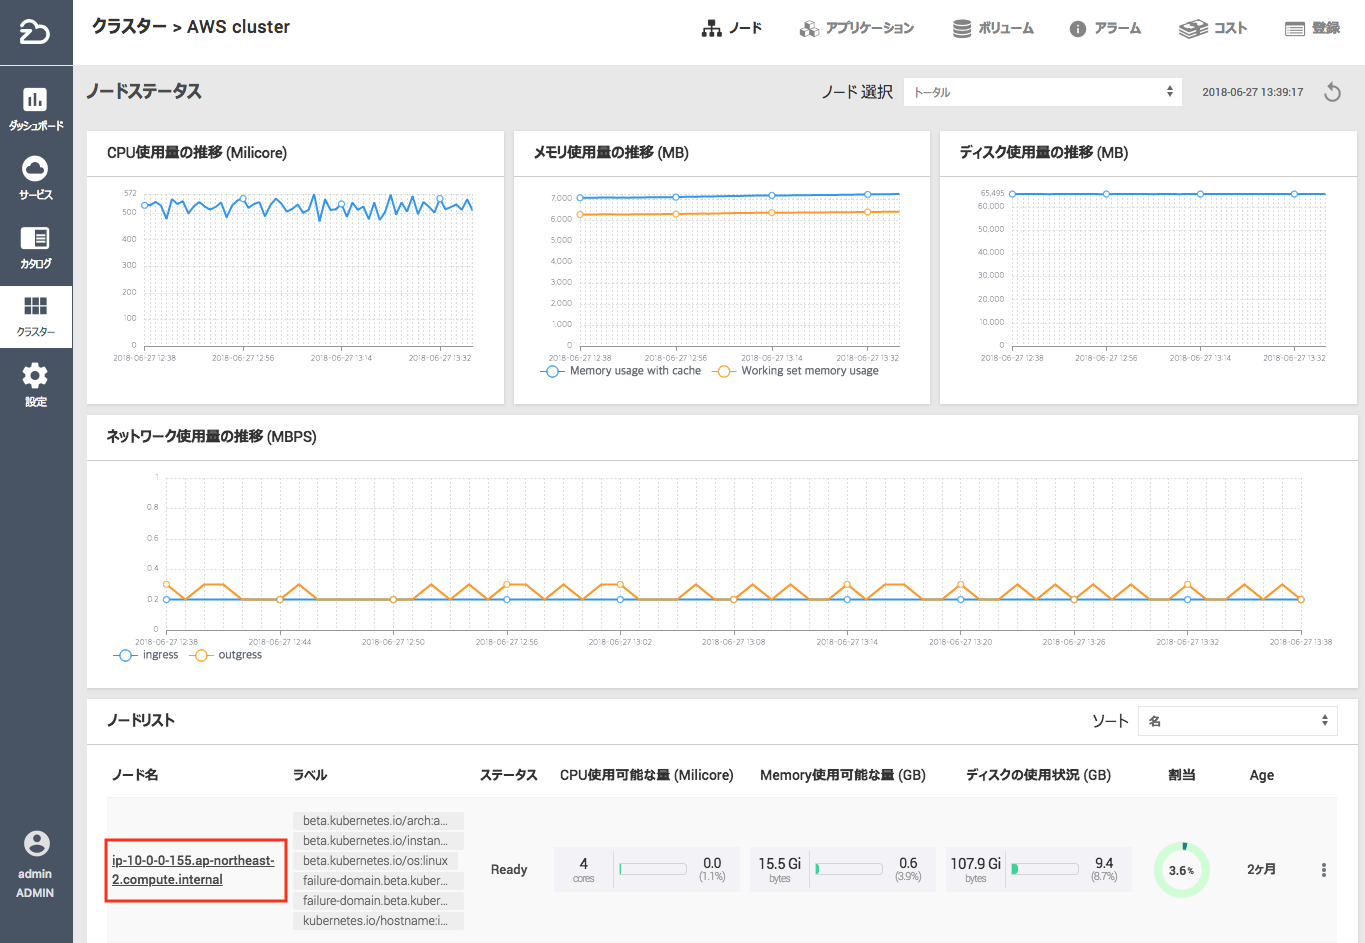 クラスター > AWS cluster
ノード
アプリケーション
ボリューム
アラーム
コスト
登録
ダッシュボード
サービス
カタログ
クラスター
設定
admin
ADMIN
ノードステータス
ノード 選択
トータル
2018-06-27 13:39:17
CPU使用量の推移 (Milicore)
572
500
400
300
200
100
0
2018-06-27 12:38
2018-06-27 12:56
2018-06-27 13:14
2018-06-27 13:32
メモリ使用量の推移 (MB)
7,000
6,000
5,000
4,000
3,000
2,000
1,000
0
2018-06-27 12:38
2018-06-27 12:56
2018-06-27 13:14
2018-06-27 13:32
Memory usage with cache
Working set memory usage
ディスク使用量の推移 (MB)
65,495
60,000
50,000
40,000
30,000
20,000
10,000
0
2018-06-27 12:38
2018-06-27 12:56
2018-06-27 13:14
2018-06-27 13:32
ネットワーク使用量の推移 (MBPS)
1
0.8
0.6
0.4
0.2
0
2018-06-27 12:38
2018-06-27 12:44
2018-06-27 12:50
2018-06-27 12:56
2018-06-27 13:02
2018-06-27 13:08
2018-06-27 13:14
2018-06-27 13:20
2018-06-27 13:26
2018-06-27 13:32
2018-06-27 13:38
ingress
outgress
ノードリスト
ソート
名
ノード名
ラベル
ステータス
CPU使用可能な量 (Milicore)
Memory使用可能な量 (GB)
ディスクの使用状況 (GB)
割当
Age
ip-10-0-0-155.ap-northeast-
2.compute.internal
beta.kubernetes.io/arch:a...
beta.kubernetes.io/instan...
beta.kubernetes.io/os:linux
failure-domain.beta.kuber...
failure-domain.beta.kuber...
kubernetes.io/hostname:i...
Ready
4
cores
0.0
(1.1%)
15.5 Gi
bytes
0.6
(3.9%)
107.9 Gi
bytes
9.4
(8.7%)
3.6%
2ヶ月